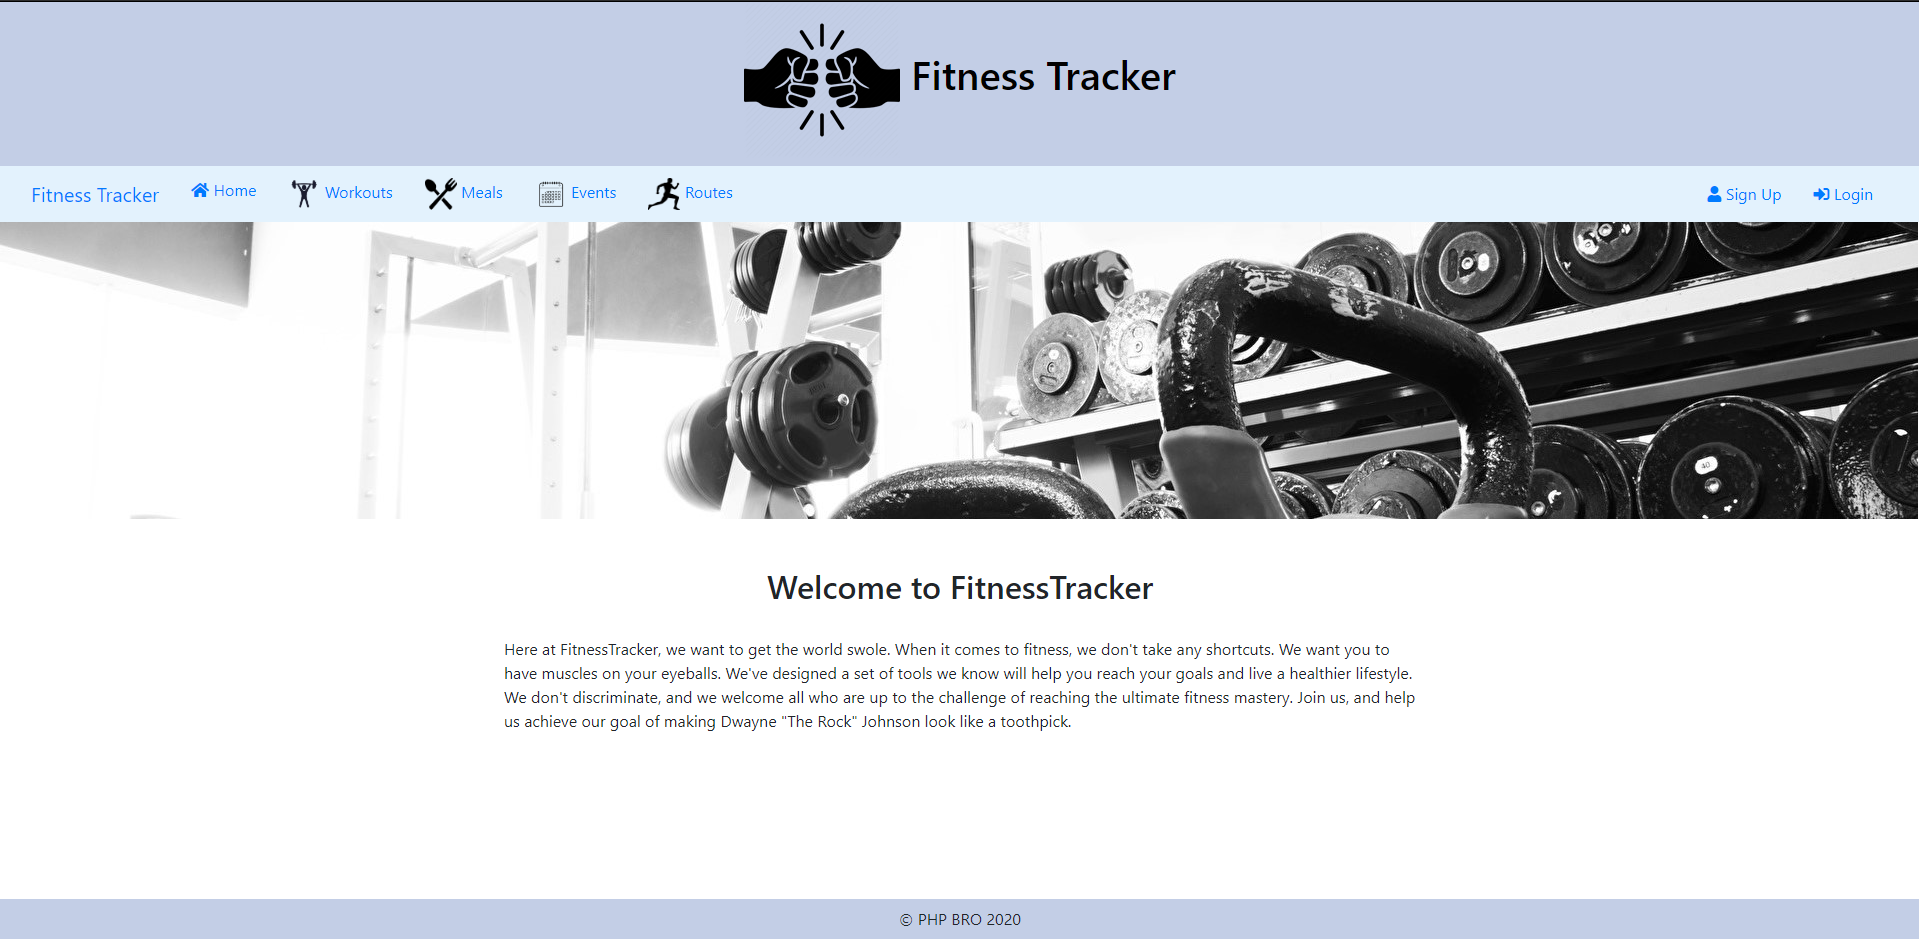 Fitness Tracker
Fitness Tracker Home Workouts Meals Events Routes Sign Up Login
40
Welcome to FitnessTracker
Here at FitnessTracker, we want to get the world swole. When it comes to fitness, we don't take any shortcuts. We want you to
have muscles on your eyeballs. We've designed a set of tools we know will help you reach your goals and live a healthier lifestyle.
We don't discriminate, and we welcome all who are up to the challenge of reaching the ultimate fitness mastery. Join us, and help
us achieve our goal of making Dwayne "The Rock" Johnson look like a toothpick.
© PHP BRO 2020